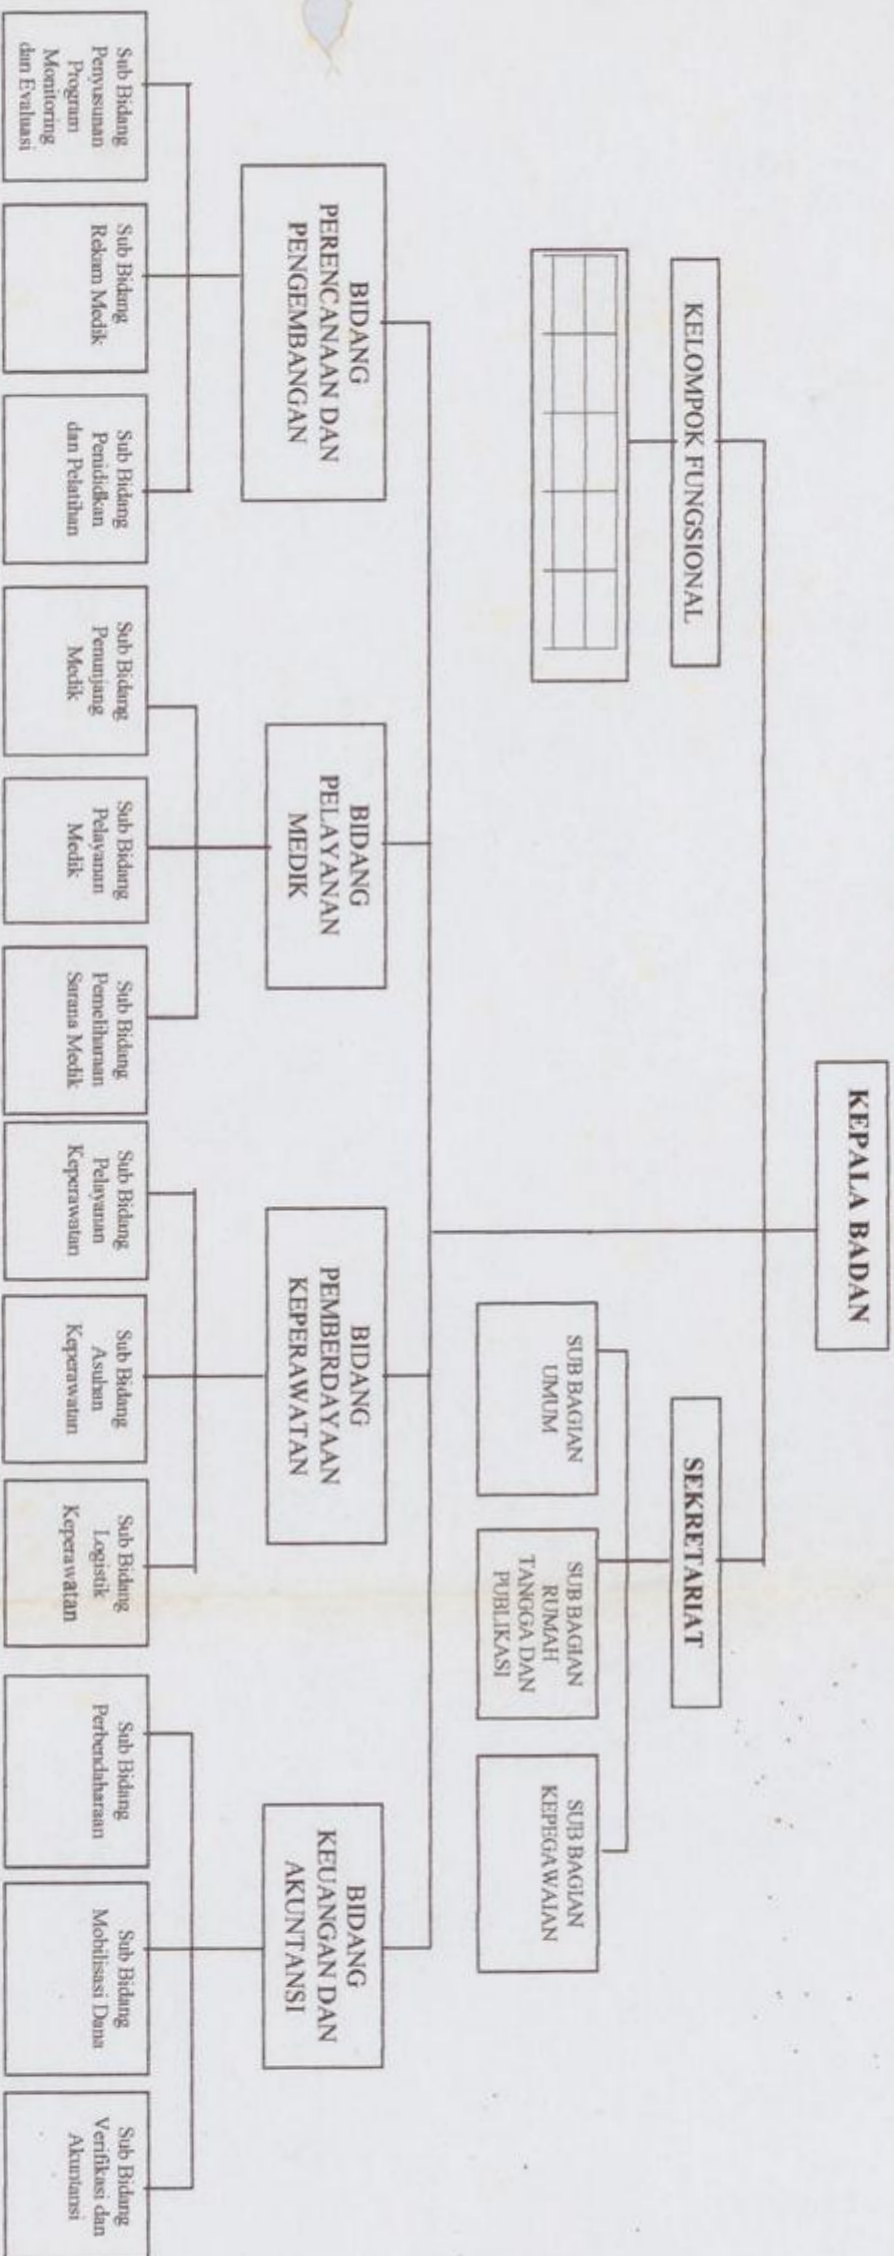 KEPALA BADAN
KELOMPOK FUNGSIONAL
SEKRETARIAT
SUB BAGIAN
UMUM
SUB BAGIAN
RUMAH
TANGGA DAN
PUBLIKASI
SUB BAGIAN
KEPEGAWAIAN
BIDANG
PERENCANAAN DAN
PENGEMBANGAN
BIDANG
PELAYANAN
MEDIK
BIDANG
PEMBERDAYAAN
KEPERAWATAN
BIDANG
KEUANGAN DAN
AKUNTANSI
Sub Bidang
Penyusunan
Program
Monitoring
dan Evaluasi
Sub Bidang
Rekam Medik
Sub Bidang
Penididkan
dan Pelatihan
Sub Bidang
Penunjang
Medik
Sub Bidang
Pelayanan
Medik
Sub Bidang
Pemeliharaan
Sarana Medik
Sub Bidang
Pelayanan
Keperawatan
Sub Bidang
Asuhan
Keperawatan
Sub Bidang
Logistik
Keperawatan
Sub Bidang
Perbendaharaan
Sub Bidang
Mobilisasi Dana
Sub Bidang
Verifikasi dan
Akuntansi